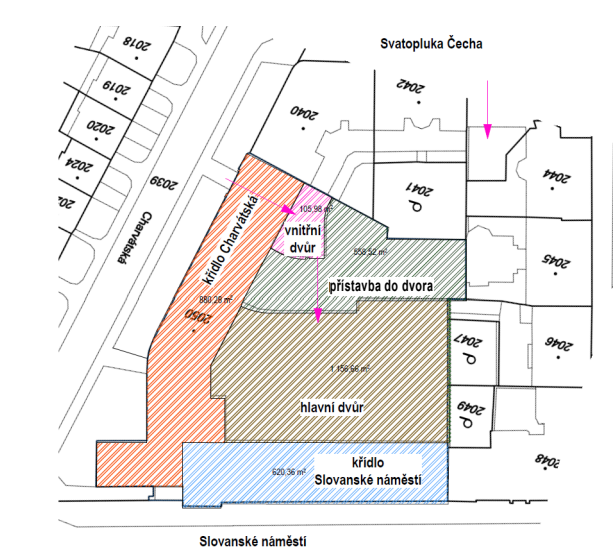 Svatopluka Čecha
2018
2019
2020
2024
2039
Charvátská
2040
2042
2041
2044
2045
2046
2047
2049
2048
křídlo Charvátská
880,28 m²
2050
105,98 m²
vnitřní
dvůr
558,52 m²
přístavba do dvora
1 156,66 m²
hlavní dvůr
620,36 m²
křídlo
Slovanské náměstí
Slovanské náměstí